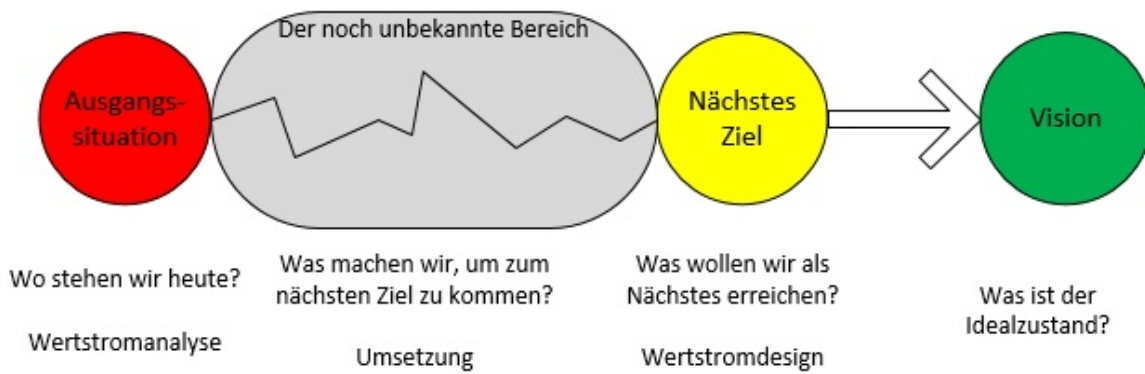 Der noch unbekannte Bereich
Ausgangs-
situation
Nächstes
Ziel
Vision
Wo stehen wir heute?
Wertstromanalyse
Was machen wir, um zum
nächsten Ziel zu kommen?
Umsetzung
Was wollen wir als
Nächstes erreichen?
Wertstromdesign
Was ist der
Idealzustand?